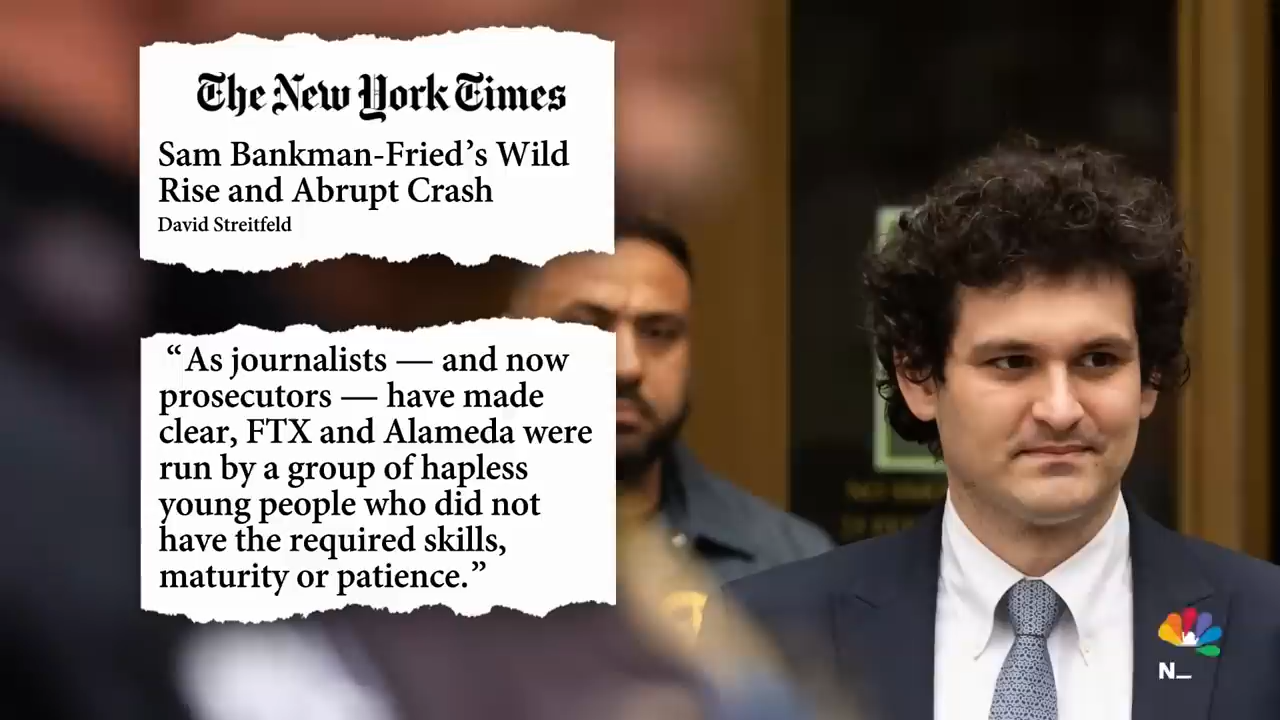 The New York Times
Sam Bankman-Fried’s Wild
Rise and Abrupt Crash
David Streitfeld
“As journalists — and now
prosecutors — have made
clear, FTX and Alameda were
run by a group of hapless
young people who did not
have the required skills,
maturity or patience.”
N_